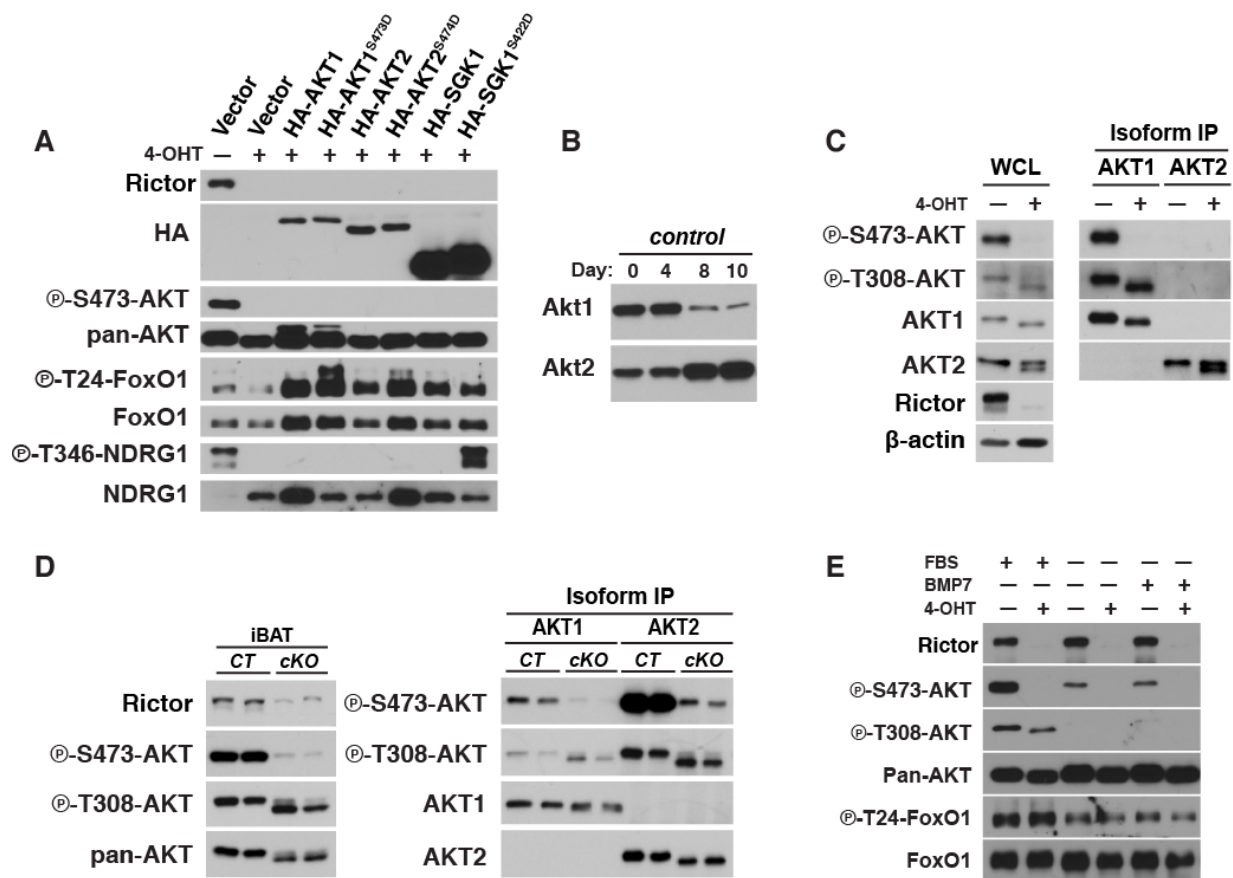 A
Vector
Vector
HA-AKT1
HA-AKT1S473D
HA-AKT2
HA-AKT2S474D
HA-SGK1
HA-SGK1S422D
4-OHT — + + + + + + +
Rictor
HA
Ⓟ-S473-AKT
pan-AKT
Ⓟ-T24-FoxO1
FoxO1
Ⓟ-T346-NDRG1
NDRG1
B
control
Day: 0 4 8 10
Akt1
Akt2
C
Isoform IP
WCL AKT1 AKT2
4-OHT — + — + — +
Ⓟ-S473-AKT
Ⓟ-T308-AKT
AKT1
AKT2
Rictor
β-actin
D
iBAT
CT cKO
Rictor
Ⓟ-S473-AKT
Ⓟ-T308-AKT
pan-AKT
Isoform IP
AKT1 AKT2
CT cKO CT cKO
Ⓟ-S473-AKT
Ⓟ-T308-AKT
AKT1
AKT2
E
FBS + + — — — —
BMP7 — — — — + +
4-OHT — + — + — +
Rictor
Ⓟ-S473-AKT
Ⓟ-T308-AKT
Pan-AKT
Ⓟ-T24-FoxO1
FoxO1